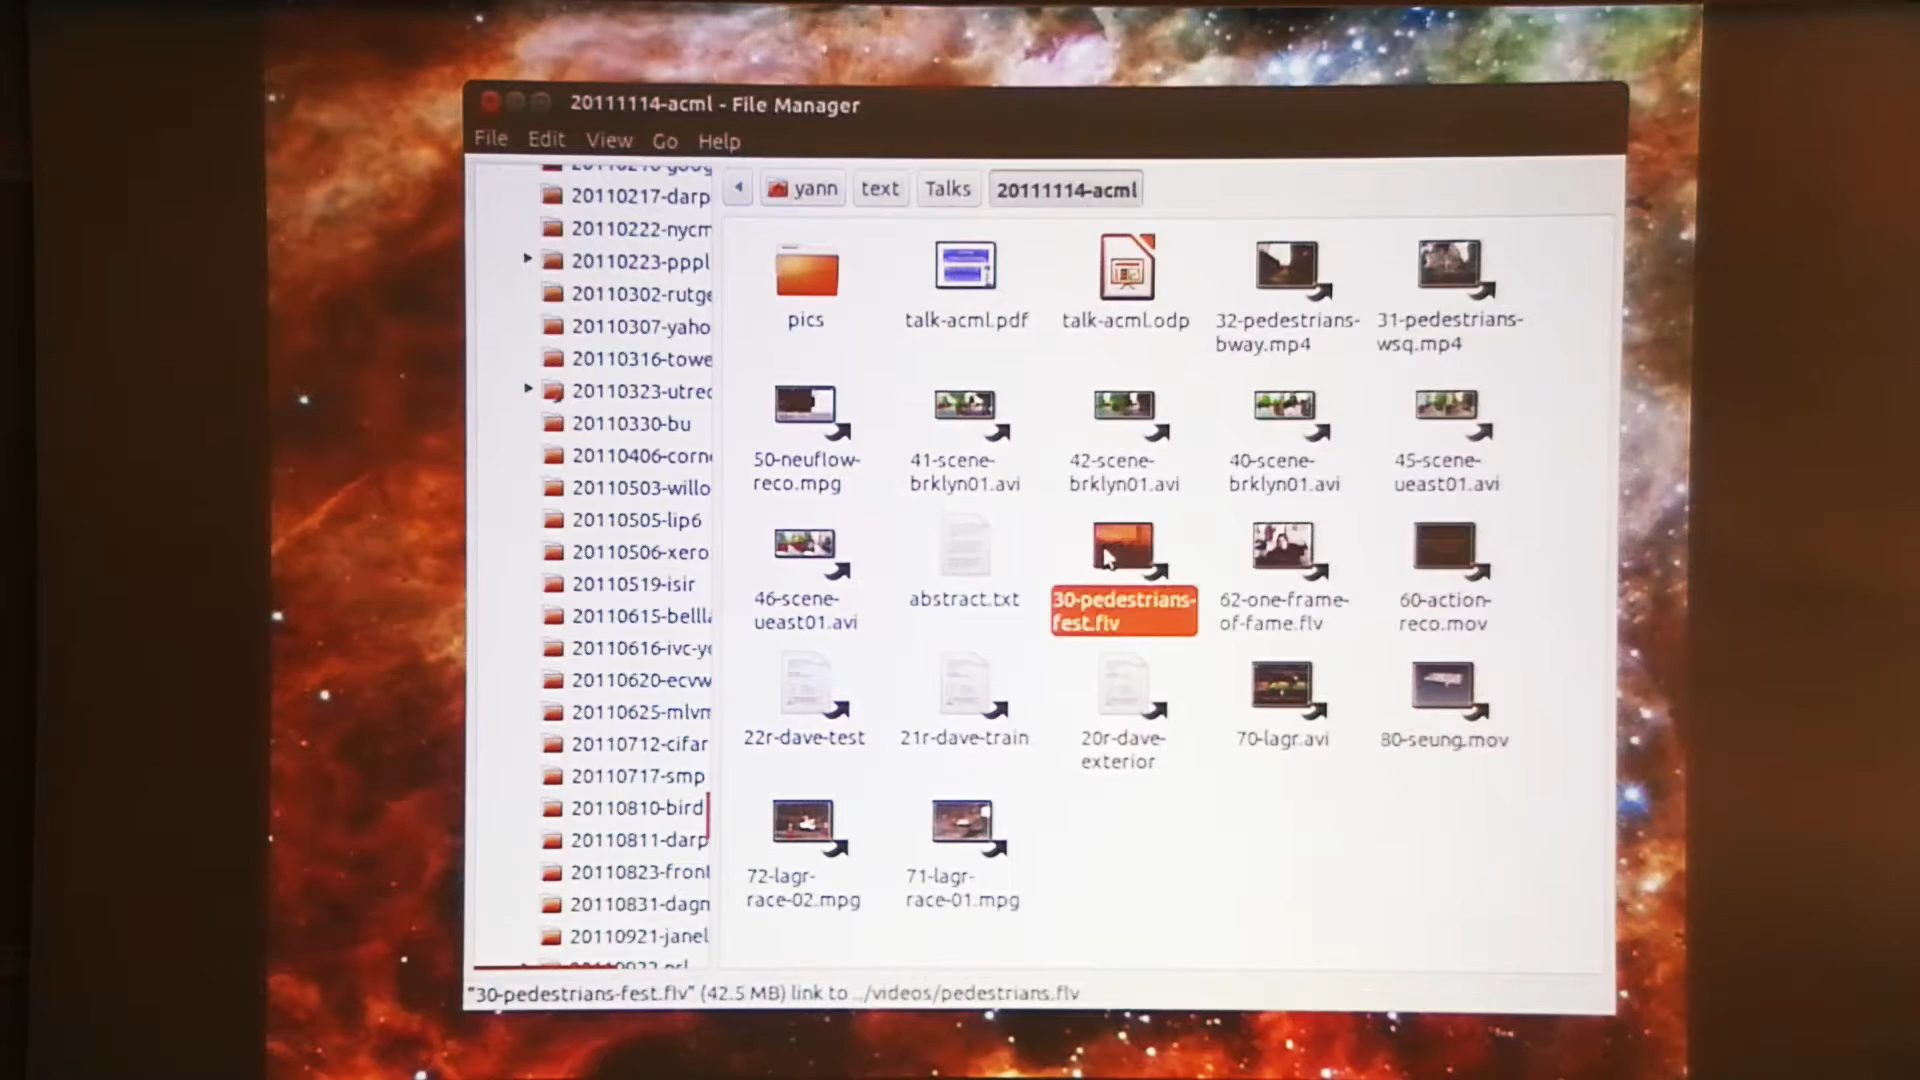 20111114-acml - File Manager
File Edit View Go Help
20110217-darp
20110222-nycm
20110223-pppl
20110302-rutge
20110307-yaho
20110316-towe
20110323-utrec
20110330-bu
20110406-corne
20110503-willo
20110505-lip6
20110506-xero
20110519-isir
20110615-bella
20110616-ivc-ye
20110620-ecvw
20110625-mlvm
20110712-cifar
20110717-smp
20110810-bird
20110811-darp
20110823-front
20110831-dagn
20110921-janel
yann text Talks 20111114-acml
pics
talk-acml.pdf
talk-acml.odp
32-pedestrians-
bway.mp4
31-pedestrians-
wsq.mp4
50-neuflow-
reco.mpg
41-scene-
brklyn01.avi
42-scene-
brklyn01.avi
40-scene-
brklyn01.avi
45-scene-
ueast01.avi
46-scene-
ueast01.avi
abstract.txt
30-pedestrians-
fest.flv
62-one-frame-
of-fame.flv
60-action-
reco.mov
22r-dave-test
21r-dave-train
20r-dave-
exterior
70-lagr.avi
80-seung.mov
72-lagr-
race-02.mpg
71-lagr-
race-01.mpg
"30-pedestrians-fest.flv" (42.5 MB) link to ../videos/pedestrians.flv